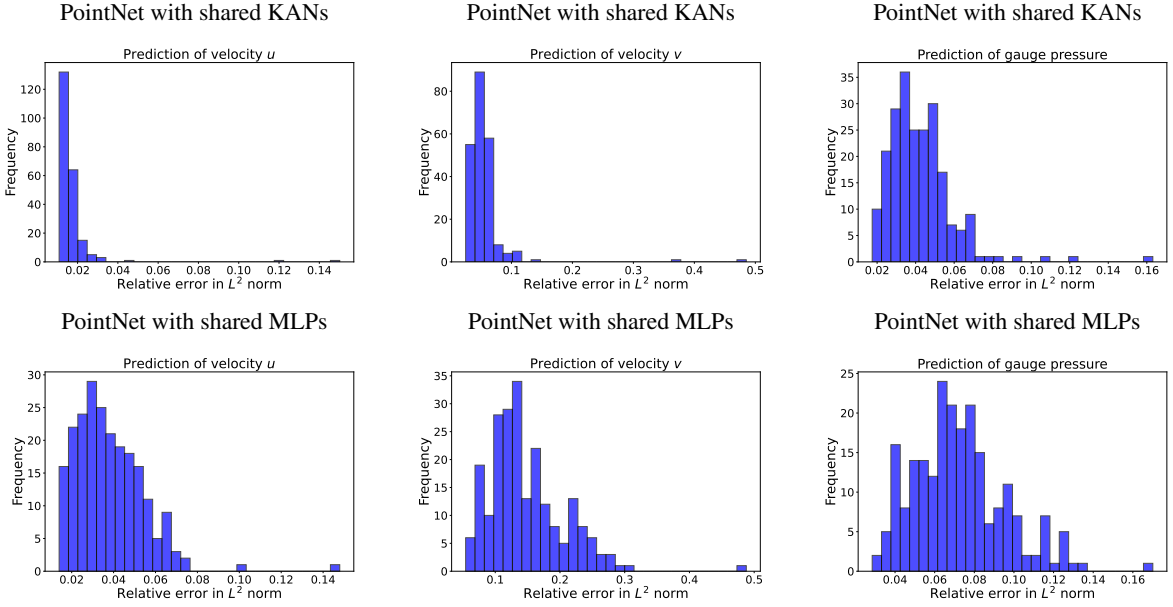 PointNet with shared KANs
PointNet with shared KANs
PointNet with shared KANs
Prediction of velocity u
120
100
80
60
40
20
0
Frequency
0.02 0.04 0.06 0.08 0.10 0.12 0.14
Relative error in L² norm
Prediction of velocity v
80
60
40
20
0
Frequency
0.1 0.2 0.3 0.4 0.5
Relative error in L² norm
Prediction of gauge pressure
35
30
25
20
15
10
5
0
Frequency
0.02 0.04 0.06 0.08 0.10 0.12 0.14 0.16
Relative error in L² norm
PointNet with shared MLPs
PointNet with shared MLPs
PointNet with shared MLPs
Prediction of velocity u
30
25
20
15
10
5
0
Frequency
0.02 0.04 0.06 0.08 0.10 0.12 0.14
Relative error in L² norm
Prediction of velocity v
35
30
25
20
15
10
5
0
Frequency
0.1 0.2 0.3 0.4 0.5
Relative error in L² norm
Prediction of gauge pressure
25
20
15
10
5
0
Frequency
0.04 0.06 0.08 0.10 0.12 0.14 0.16
Relative error in L² norm